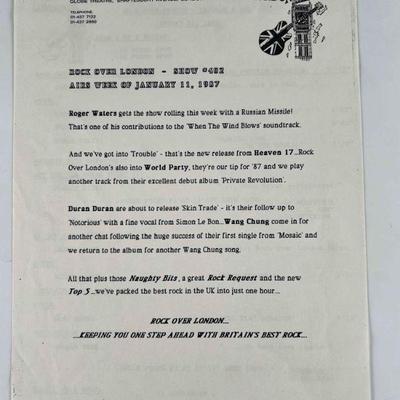 GLOBE THEATRE, SHAFTESBURY AVENUE,
TELEPHONE:
01-437 7122
01-437 2860
ROCK OVER LONDON - SHOW #402
AIRS WEEK OF JANUARY 11, 1987
Roger Waters gets the show rolling this week with a Russian Missile!
That's one of his contributions to the 'When The Wind Blows' soundtrack.
And we've got into Trouble' - that's the new release from Heaven 17...Rock
Over London's also into World Party, they're our tip for '87 and we play
another track from their excellent debut album 'Private Revolution'.
Duran Duran are about to release 'Skin Trade' - it's their follow up to
'Notorious' with a fine vocal from Simon Le Bon...Wang Chung come in for
another chat following the huge success of their first single from 'Mosaic' and
we return to the album for another Wang Chung song.
All that plus those Naughty Bits, a great Rock Request and the new
Top 5...we've packed the best rock in the UK into just one hour...
ROCK OVER LONDON...
...KEEPING YOU ONE STEP AHEAD WITH BRITAIN'S BEST ROCK...